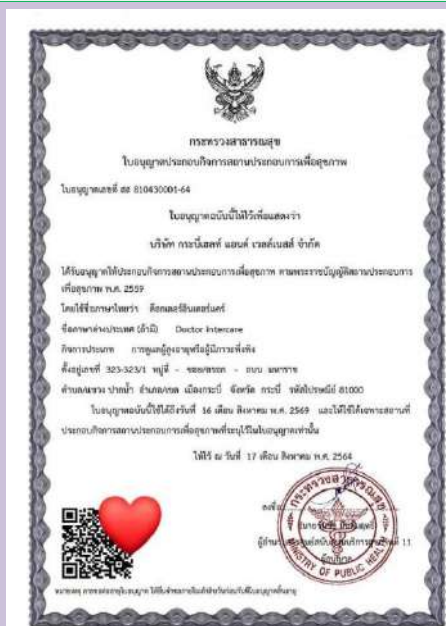 กระทรวงสาธารณสุข
ใบอนุญาตประกอบกิจการสถานประกอบการเพื่อสุขภาพ
ใบอนุญาตเลขที่ สส 810430001-64
ใบอนุญาตฉบับนี้ให้ไว้เพื่อแสดงว่า
บริษัท กระบี่เฮลท์ แอนด์ เวลล์เนสส์ จำกัด
ได้รับอนุญาตให้ประกอบกิจการสถานประกอบการเพื่อสุขภาพ ตามพระราชบัญญัติสถานประกอบการ
เพื่อสุขภาพ พ.ศ. 2559
โดยใช้ชื่อภาษาไทยว่า ด็อกเตอร์อินเตอร์แคร์
ชื่อภาษาต่างประเทศ (ถ้ามี) Doctor Intercare
กิจการประเภท การดูแลผู้สูงอายุหรือผู้มีภาวะพึ่งพิง
ตั้งอยู่เลขที่ 323-323/1 หมู่ที่ - ซอย/ตรอก - ถนน มหาราช
ตำบล/แขวง ปากน้ำ อำเภอ/เขต เมืองกระบี่ จังหวัด กระบี่ รหัสไปรษณีย์ 81000
ใบอนุญาตฉบับนี้ใช้ได้ถึงวันที่ 16 เดือน สิงหาคม พ.ศ. 2569 และให้ใช้ได้เฉพาะสถานที่
ประกอบกิจการสถานประกอบการเพื่อสุขภาพที่ระบุไว้ในใบอนุญาตเท่านั้น
ให้ไว้ ณ วันที่ 17 เดือน สิงหาคม พ.ศ. 2564
กระทรวงสาธารณสุข
ลงชื่อ
11
ผู้อนุญาต
MINISTRY OF PUBLIC HEALTH